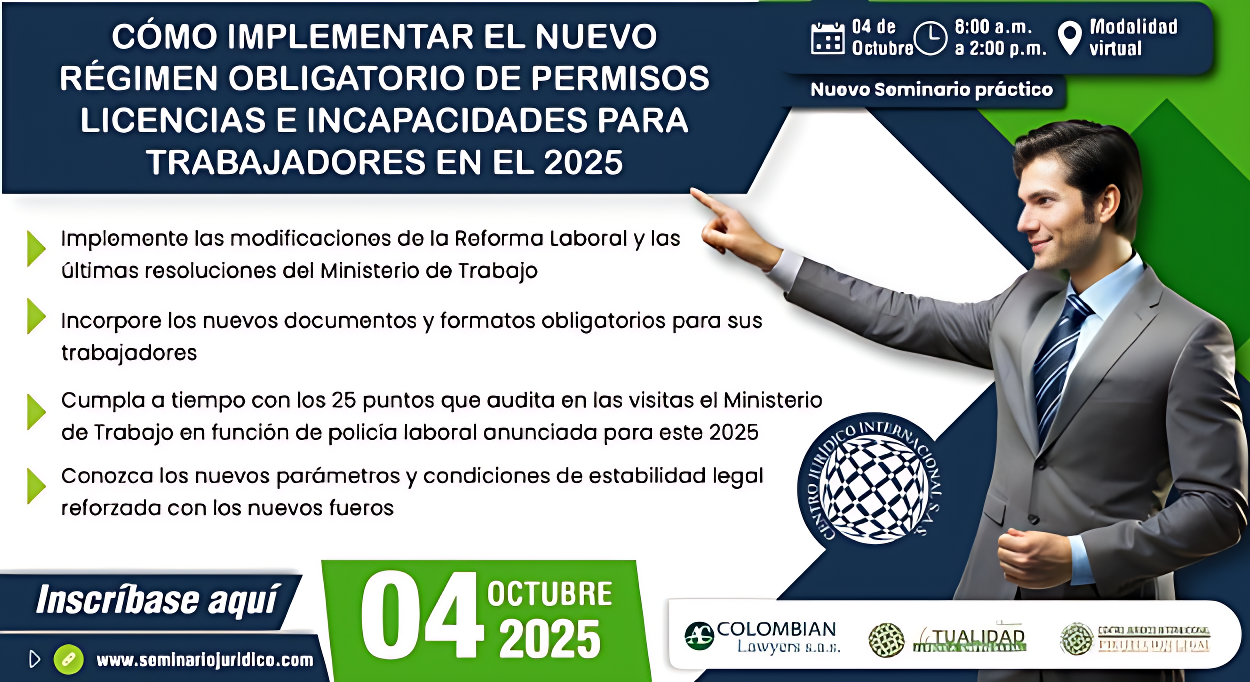 CÓMO IMPLEMENTAR EL NUEVO
RÉGIMEN OBLIGATORIO DE PERMISOS
LICENCIAS E INCAPACIDADES PARA
TRABAJADORES EN EL 2025
04 de
Octubre
8:00 a.m.
a 2:00 p.m.
Modalidad
virtual
Nuevo Seminario práctico
Implemente las modificaciones de la Reforma Laboral y las
últimas resoluciones del Ministerio de Trabajo
Incorpore los nuevos documentos y formatos obligatorios para sus
trabajadores
Cumpla a tiempo con los 25 puntos que audita en las visitas el Ministerio
de Trabajo en función de policía laboral anunciada para este 2025
Conozca los nuevos parámetros y condiciones de estabilidad legal
reforzada con los nuevos fueros
CENTRO JURÍDICO INTERNACIONAL S.A.S.
Inscríbase aquí
www.seminariojuridico.com
04 OCTUBRE
2025
COLOMBIAN
Lawyers s.a.s.